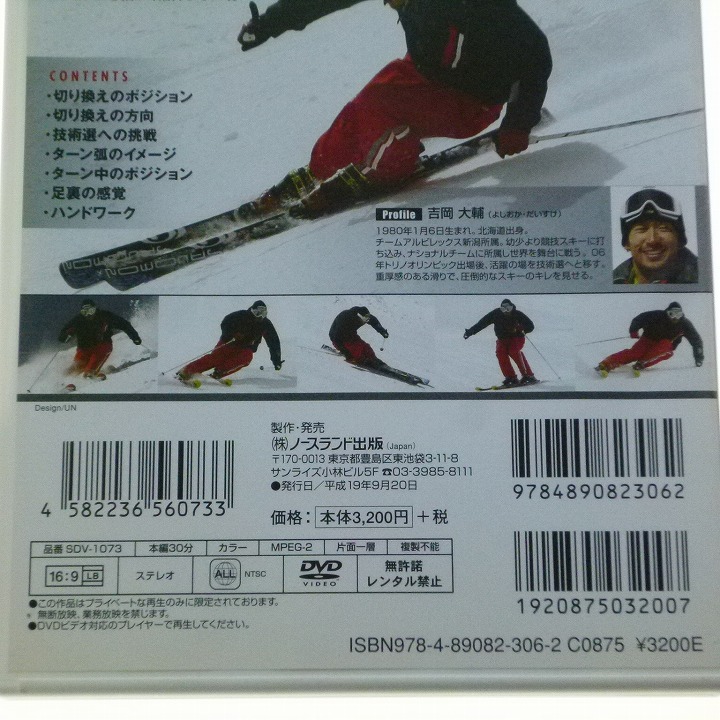 CONTENTS
・切り換えのポジション
・切り換えの方向
・技術選への挑戦
・ターン弧のイメージ
・ターン中のポジション
・足裏の感覚
・ハンドワーク
Profile 吉岡 大輔 (よしおか・だいすけ)
1980年1月6日生まれ。北海道出身。
チームアルビレックス新潟所属。幼少より競技スキーに打
ち込み、ナショナルチームに所属し世界を舞台に戦う。06
年トリノオリンピック出場後、活躍の場を技術選へと移す。
重厚感のある滑りで、圧倒的なスキーのキレを見せる。
SALOMON
Design/UN
製作・発売
(株)ノースランド出版 (Japan)
〒170-0013 東京都豊島区東池袋3-11-8
サンライズ小林ビル5F ☎03-3985-8111
●発行日/平成19年9月20日
価格：本体3,200円+税
4 582236 560733
9784890823062
1920875032007
品番 SDV-1073 本編30分 カラー MPEG-2 片面一層 複製不能
16:9 LB ステレオ ALL NTSC DVD VIDEO 無許諾 レンタル禁止
●この作品はプライベートな再生のみに限定されております。
＊無断放映、業務放映を禁じます。
●DVDビデオ対応のプレイヤーで再生してください。
ISBN978-4-89082-306-2 C0875 ¥3200E